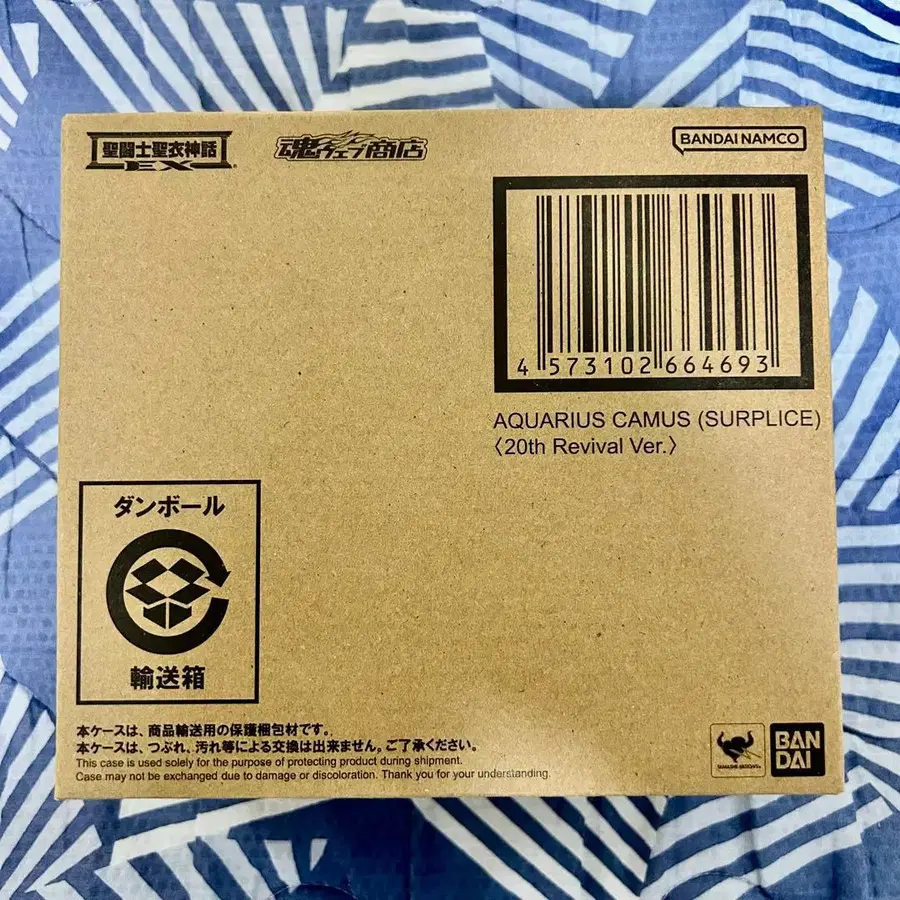 聖闘士聖衣神話
EX
魂ウェブ商店
BANDAI NAMCO
4 573102 664693
AQUARIUS CAMUS (SURPLICE)
〈20th Revival Ver.〉
ダンボール
輸送箱
本ケースは、商品輸送用の保護梱包材です。
本ケースは、つぶれ、汚れ等による交換は出来ません。ご了承ください。
This case is used solely for the purpose of protecting product during shipment.
Case may not be exchanged due to damage or discoloration. Thank you for your understanding.
TAMASHII NATIONS
BAN
DAI